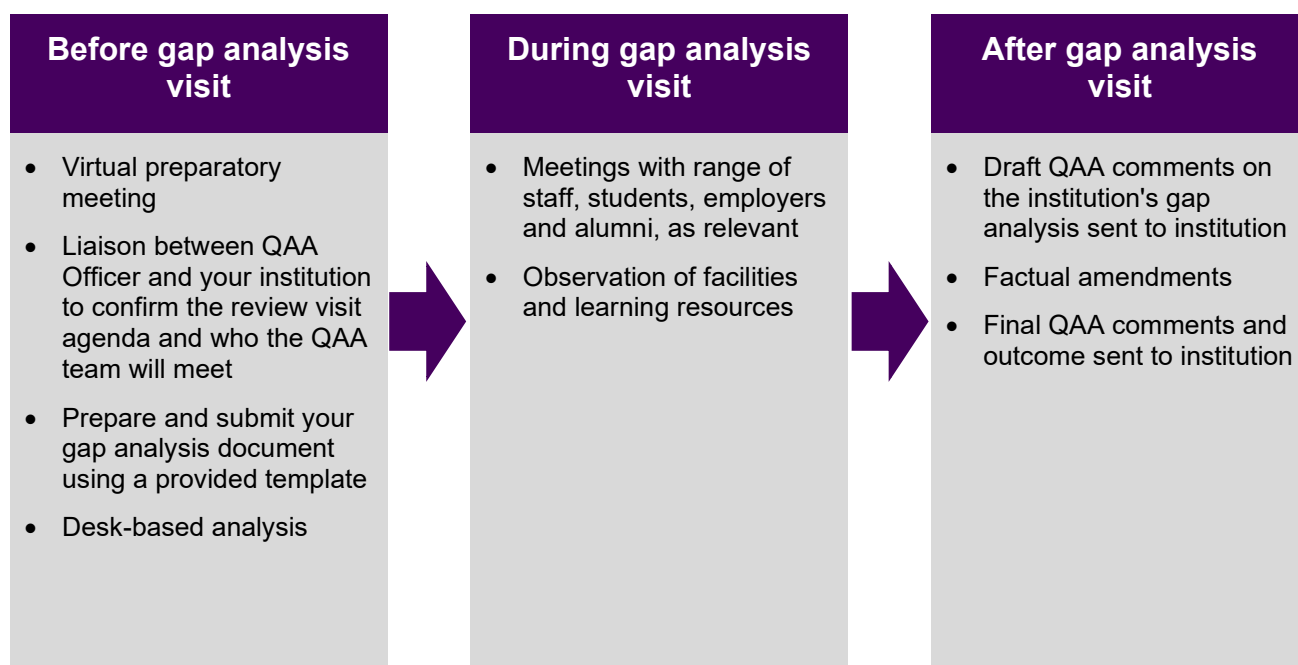 Before gap analysis
visit
• Virtual preparatory
meeting
• Liaison between QAA
Officer and your institution
to confirm the review visit
agenda and who the QAA
team will meet
• Prepare and submit your
gap analysis document
using a provided template
• Desk-based analysis
During gap analysis
visit
• Meetings with range of
staff, students, employers
and alumni, as relevant
• Observation of facilities
and learning resources
After gap analysis
visit
• Draft QAA comments on
the institution's gap
analysis sent to institution
• Factual amendments
• Final QAA comments and
outcome sent to institution